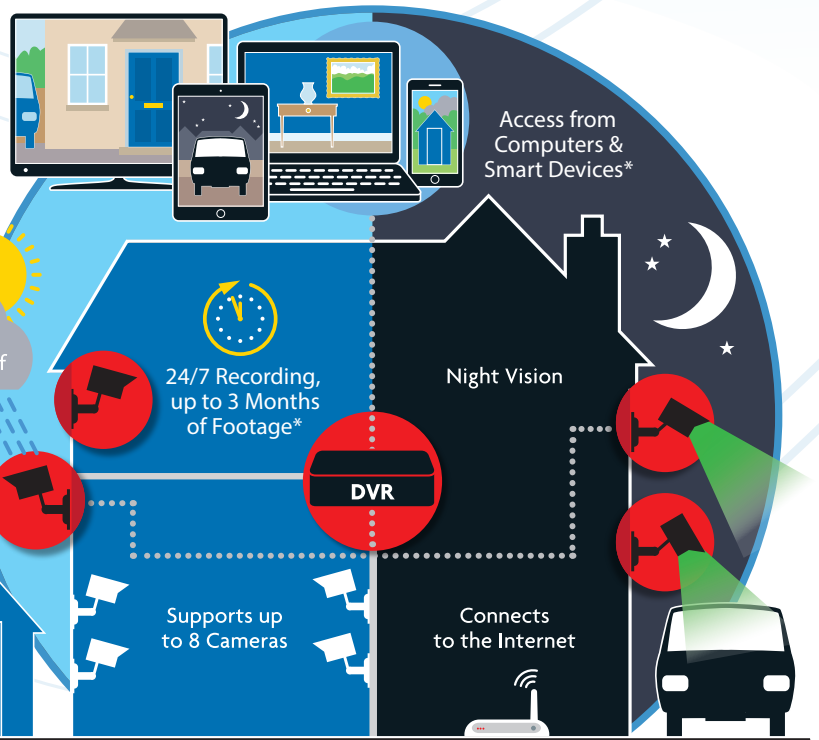 Access from
Computers &
Smart Devices*
24/7 Recording,
up to 3 Months
of Footage*
Night Vision
DVR
Supports up
to 8 Cameras
Connects
to the Internet